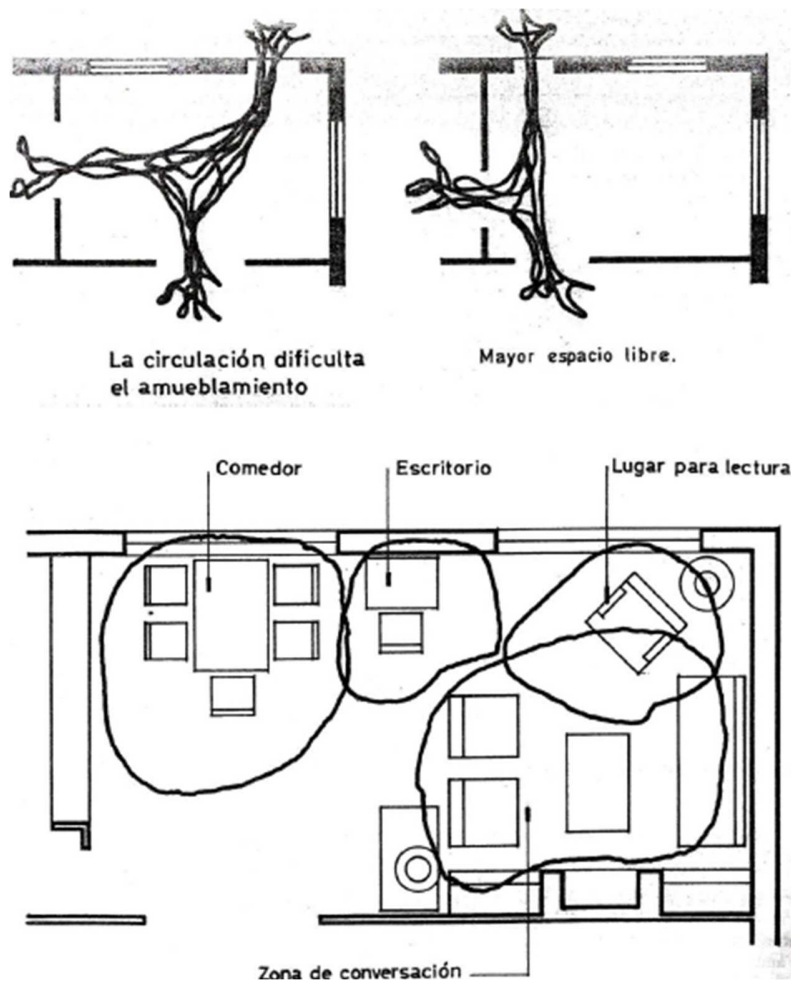 La circulación dificulta
el amueblamiento
Mayor espacio libre.
Comedor
Escritorio
Lugar para lectura
Zona de conversación